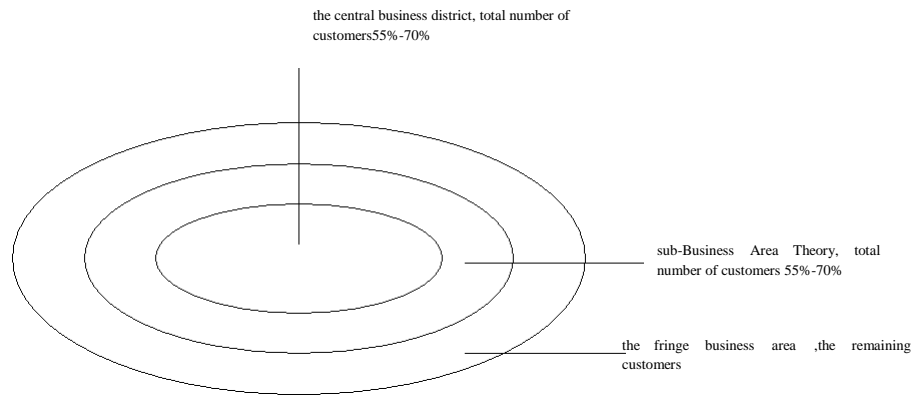 the central business district, total number of
customers55%-70%
sub-Business Area Theory, total
number of customers 55%-70%
the fringe business area ,the remaining
customers